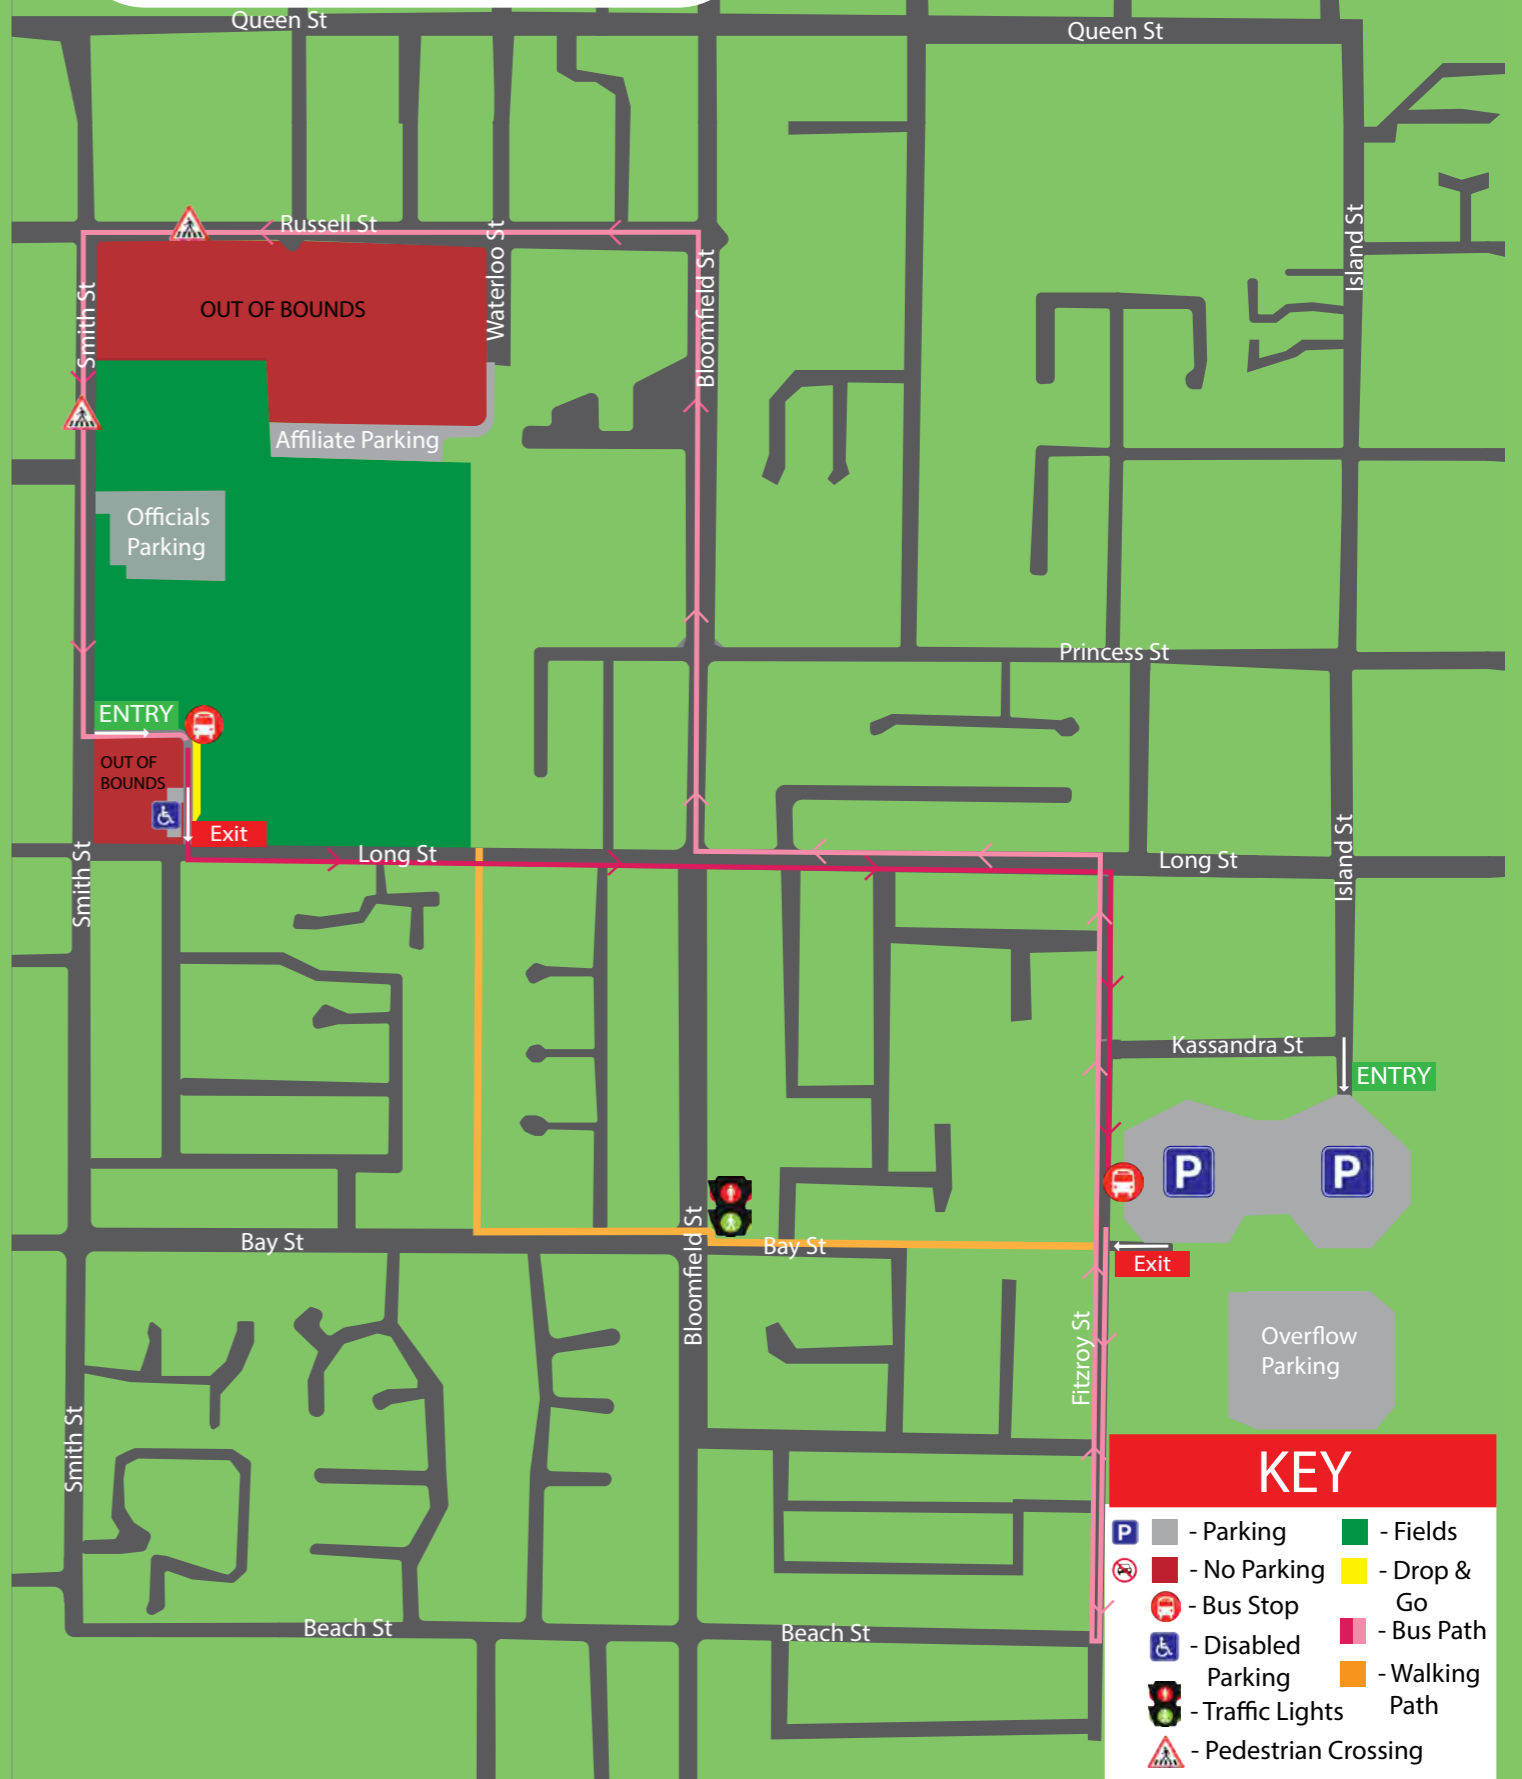 Queen St
Queen St
Russell St
Waterloo St
Island St
Smith St
Bloomfield St
OUT OF BOUNDS
Affiliate Parking
Officials
Parking
Princess St
ENTRY
OUT OF
BOUNDS
Exit
Long St
Long St
Smith St
Island St
Kassandra St
ENTRY
P
P
Bay St
Bay St
Bloomfield St
Exit
Fitzroy St
Overflow
Parking
Smith St
Beach St
Beach St
KEY
P - Parking
- Fields
- No Parking
- Drop &
Go
- Bus Stop
- Bus Path
- Disabled
Parking
- Walking
Path
- Traffic Lights
- Pedestrian Crossing